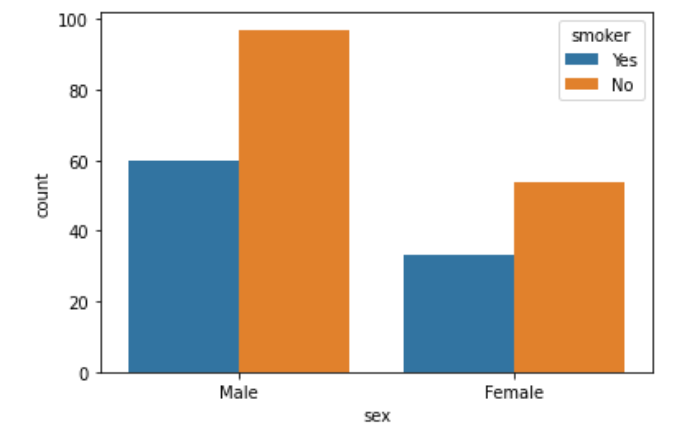 100
80
60
40
20
0
count
smoker
Yes
No
Male
Female
sex